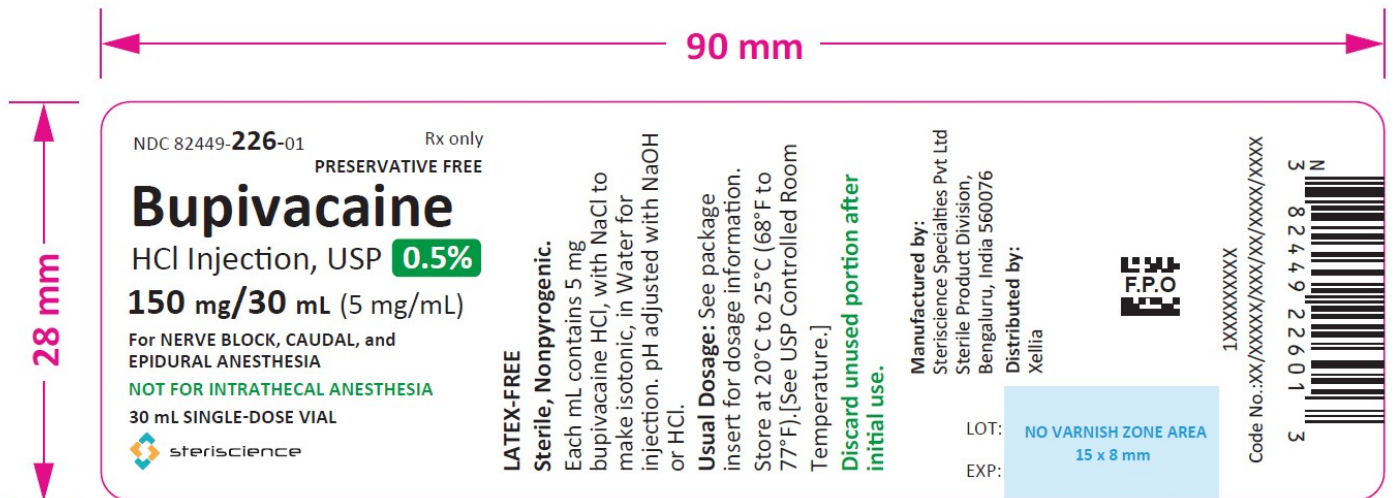 90 mm
28 mm
NDC 82449-226-01
Rx only
PRESERVATIVE FREE
Bupivacaine
HCl Injection, USP 0.5%
150 mg/30 mL (5 mg/mL)
For NERVE BLOCK, CAUDAL, and
EPIDURAL ANESTHESIA
NOT FOR INTRATHECAL ANESTHESIA
30 mL SINGLE-DOSE VIAL
steriscience
LATEX-FREE
Sterile, Nonpyrogenic.
Each mL contains 5 mg
bupivacaine HCl, with NaCl to
make isotonic, in Water for
injection. pH adjusted with NaOH
or HCl.
Usual Dosage: See package
insert for dosage information.
Store at 20°C to 25°C (68°F to
77°F).[See USP Controlled Room
Temperature.]
Discard unused portion after
initial use.
Manufactured by:
Steriscience Specialties Pvt Ltd
Sterile Product Division,
Bengaluru, India 560076
Distributed by:
Xellia
F.P.O
LOT:
EXP:
NO VARNISH ZONE AREA
15 x 8 mm
1XXXXXXXX
Code No.:XX/XXXXX/XX/XX/XXXX/XXXX
N
3 82449 22601 3